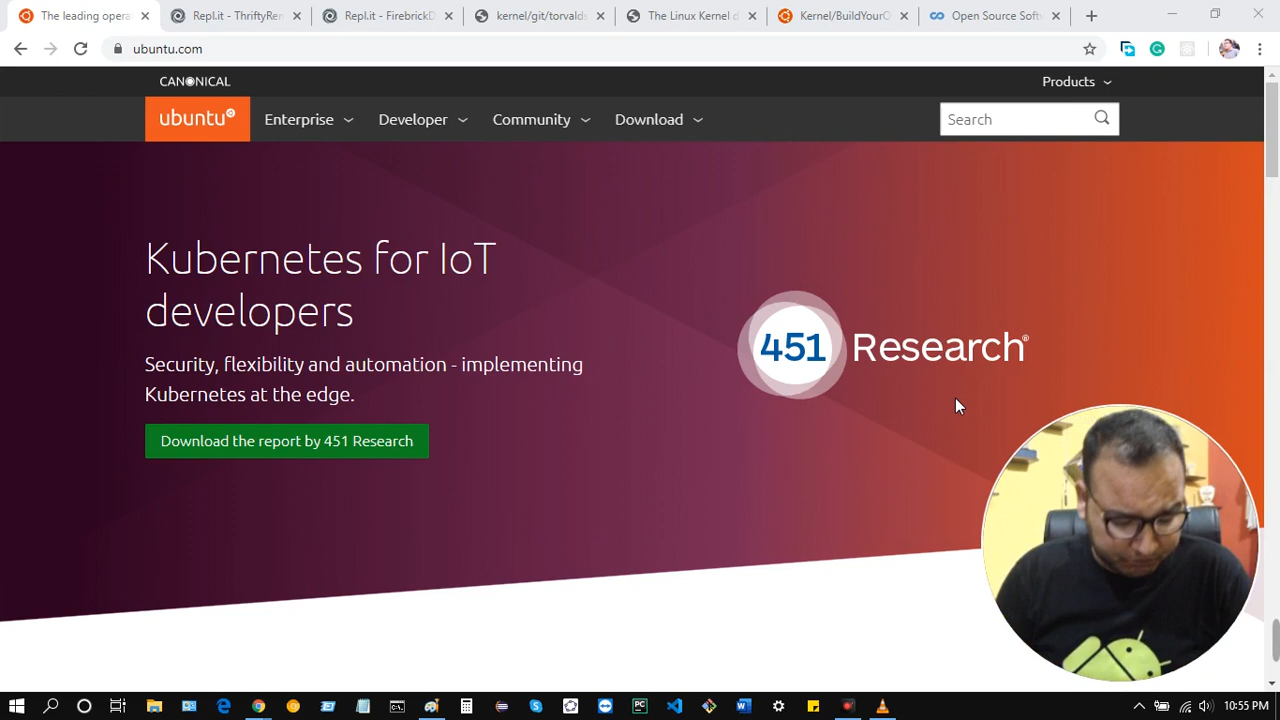 The leading opera
Repl.it - ThriftyRen
Repl.it - FirebrickD
kernel/git/torvalds
The Linux Kernel d
Kernel/BuildYourO
Open Source Soft
ubuntu.com
CANONICAL
Products
ubuntu
Enterprise
Developer
Community
Download
Search
Kubernetes for IoT
developers
Security, flexibility and automation - implementing
Kubernetes at the edge.
Download the report by 451 Research
451 Research®
10:55 PM